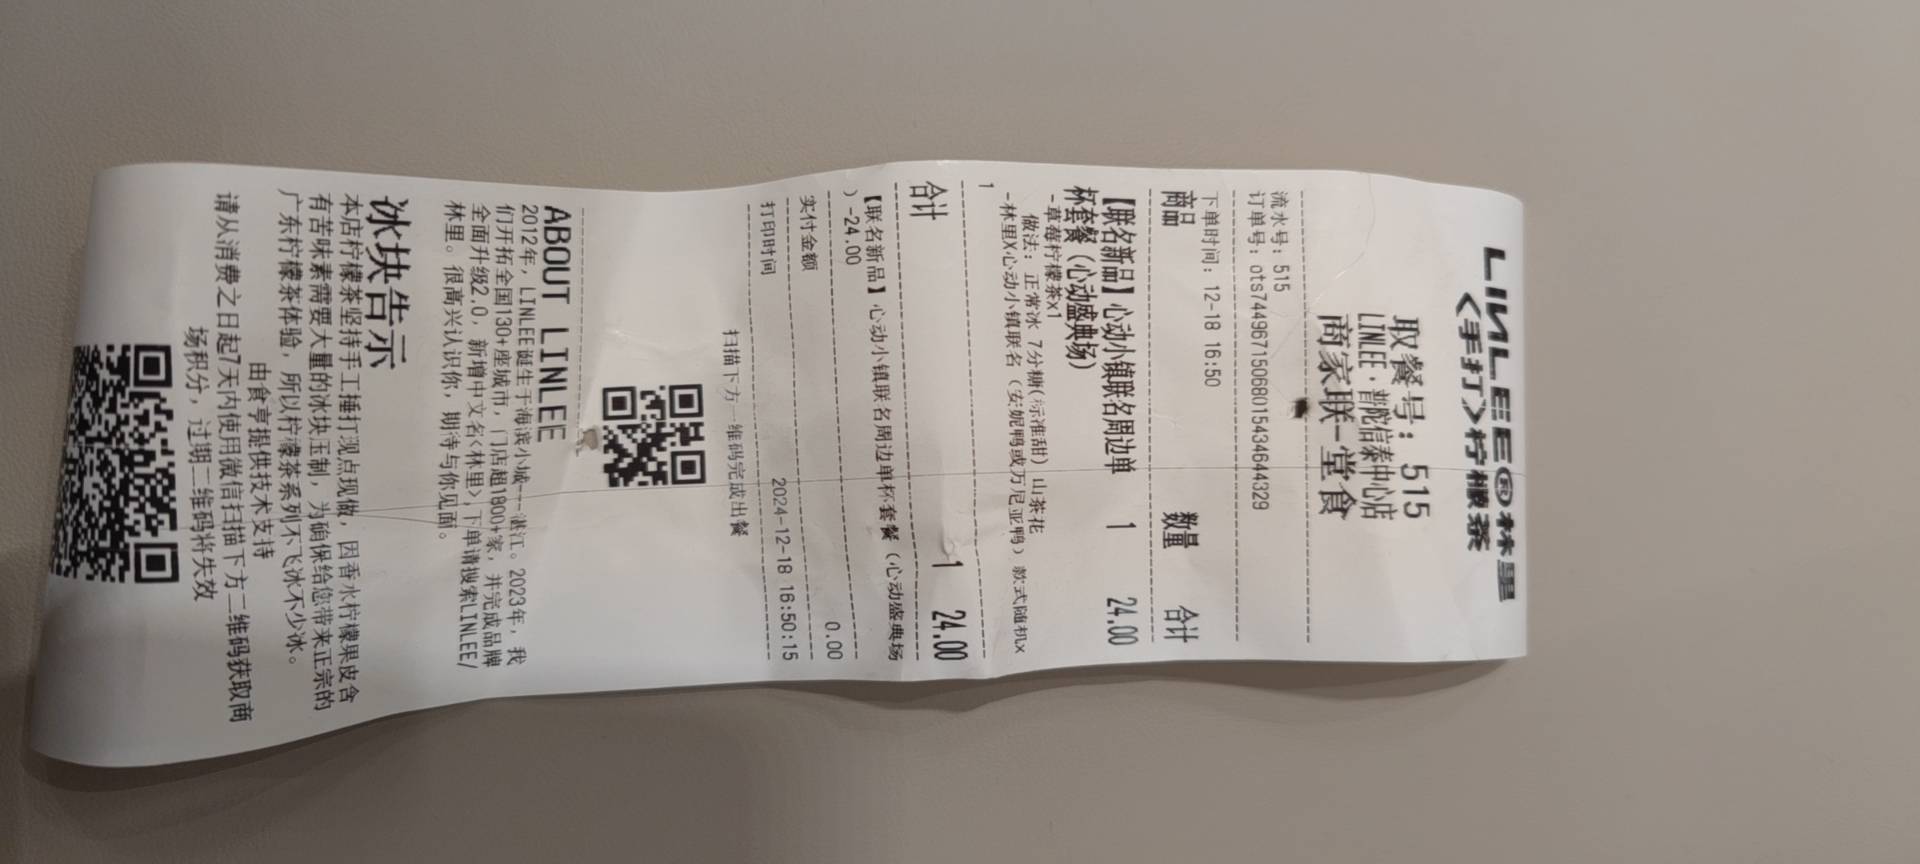 LINLEE®林里
<手打>柠檬茶
取餐号：515
LINLEE·普陀信泰中心店
商家联-堂食
流水号：515
订单号：ots7449671506801543464 4329
下单时间：12-18 16:50
商品 数量 合计
【联名新品】心动小镇联名周边单 1 24.00
杯套餐（心动盛典场）
-草莓柠檬茶x1
做法：正常冰 7分糖(标准甜) 山茶花
-林里X心动小镇联名（安妮鸭或万尼亚鸭）款式随机x
1
合计 1 24.00
【联名新品】心动小镇联名周边单杯套餐（心动盛典场
）-24.00
实付金额 0.00
打印时间 2024-12-18 16:50:15
扫描下方一维码完成出餐
ABOUT LINLEE
2012年，LINLEE诞生于海滨小城--湛江。2023年，我
们开拓全国130+座城市，门店超1800+家，并完成品牌
全面升级2.0，新增中文名<林里>,下单请搜索LINLEE/
林里。很高兴认识你，期待与你见面。
冰块告示
本店柠檬茶坚持手工捶打现点现做，因香水柠檬果皮含
有苦味素需要大量的冰块压制，为确保给您带来正宗的
广东柠檬茶体验，所以柠檬茶系列不飞冰不少冰。
由食亨提供技术支持
请从消费之日起7天内使用微信扫描下方二维码获取商
场积分，过期二维码将失效